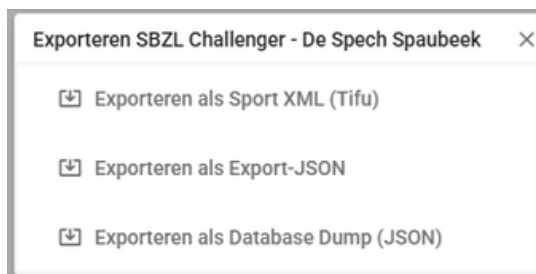 Exporteren SBZL Challenger - De Spech Spaubeek
Exporteren als Sport XML (Tifu)
Exporteren als Export-JSON
Exporteren als Database Dump (JSON)